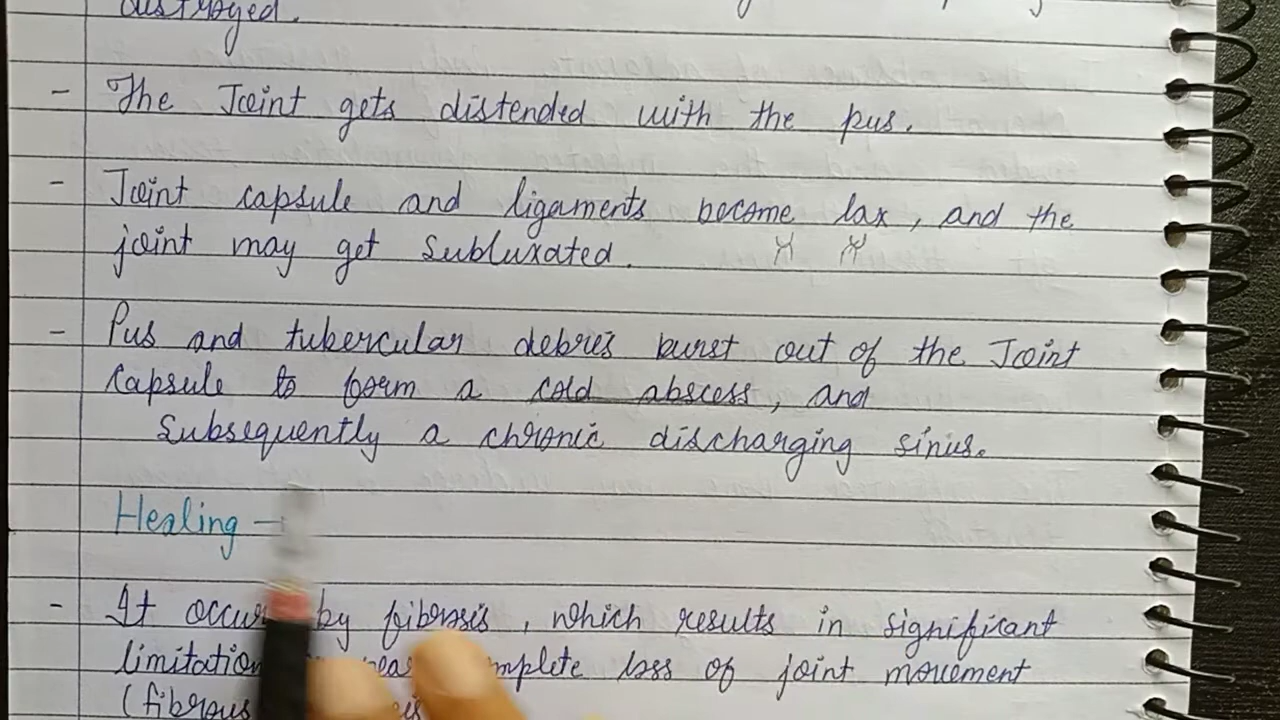 destroyed.
- The Joint gets distended with the pus.
- Joint capsule and ligaments become lax, and the
joint may get subluxated.
- Pus and tubercular debris burst out of the Joint
capsule to form a cold abscess, and
subsequently a chronic discharging sinus.
Healing -
- It occurs by fibrosis, which results in significant
limitation complete loss of joint movement
(fibrous